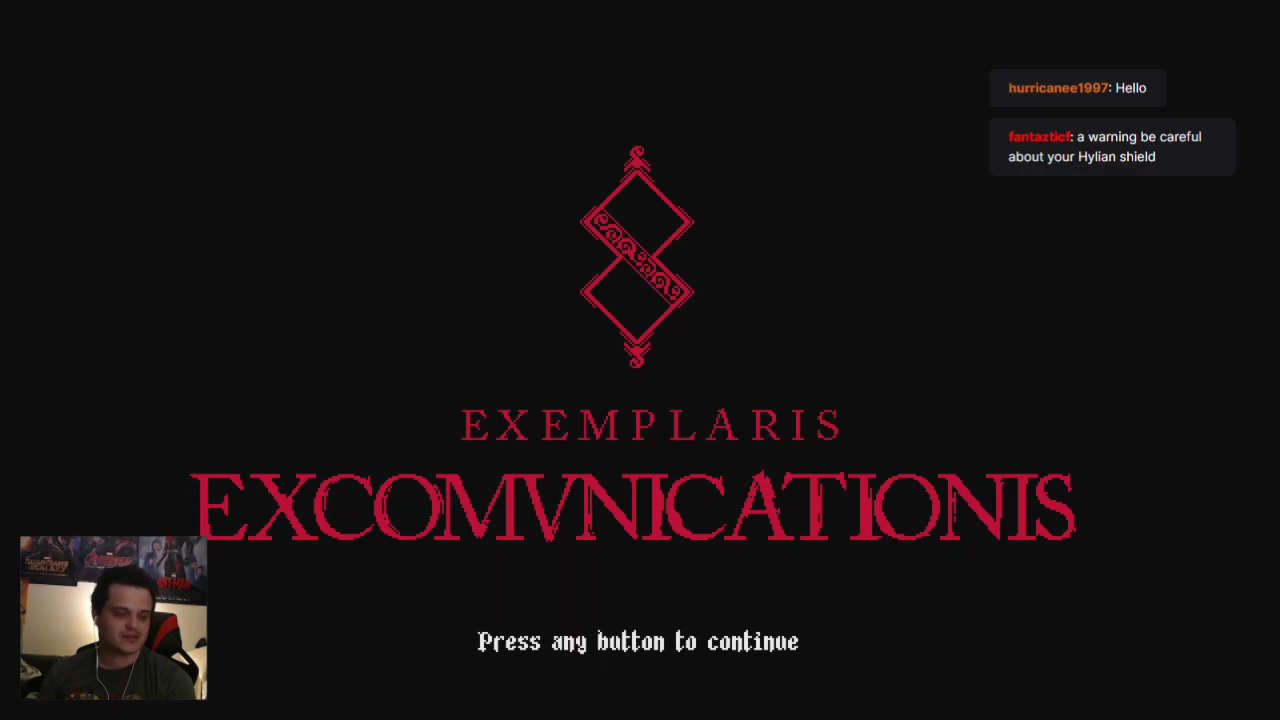 hurricanee1997: Hello
fantazticf: a warning be careful
about your Hylian shield
EXEMPLARIS
EXCOMVNICATIONIS
Press any button to continue